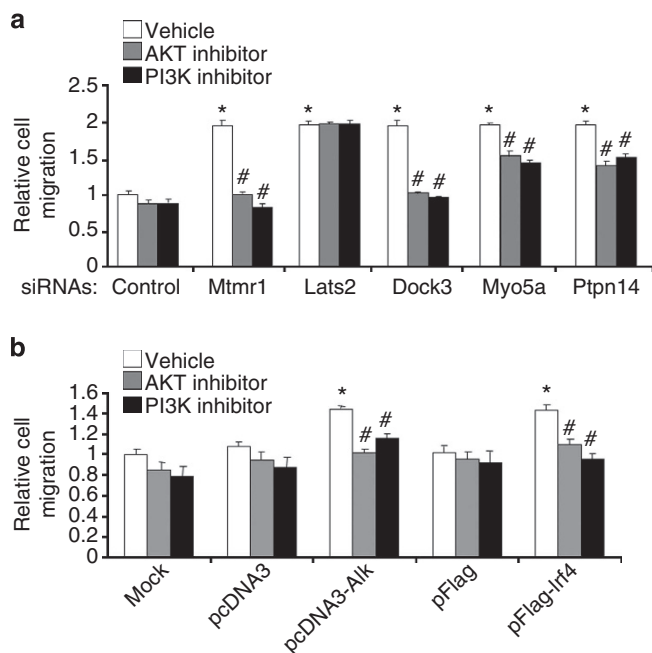 a
Vehicle
AKT inhibitor
PI3K inhibitor
Relative cell
migration
2.5
2
1.5
1
0.5
0
* # # * * # # * # # * # #
siRNAs: Control Mtmr1 Lats2 Dock3 Myo5a Ptpn14
b
Vehicle
AKT inhibitor
PI3K inhibitor
Relative cell
migration
1.6
1.4
1.2
1
0.8
0.6
0.4
0.2
0
* # # * # #
Mock pcDNA3 pcDNA3-Alk pFlag pFlag-Irf4